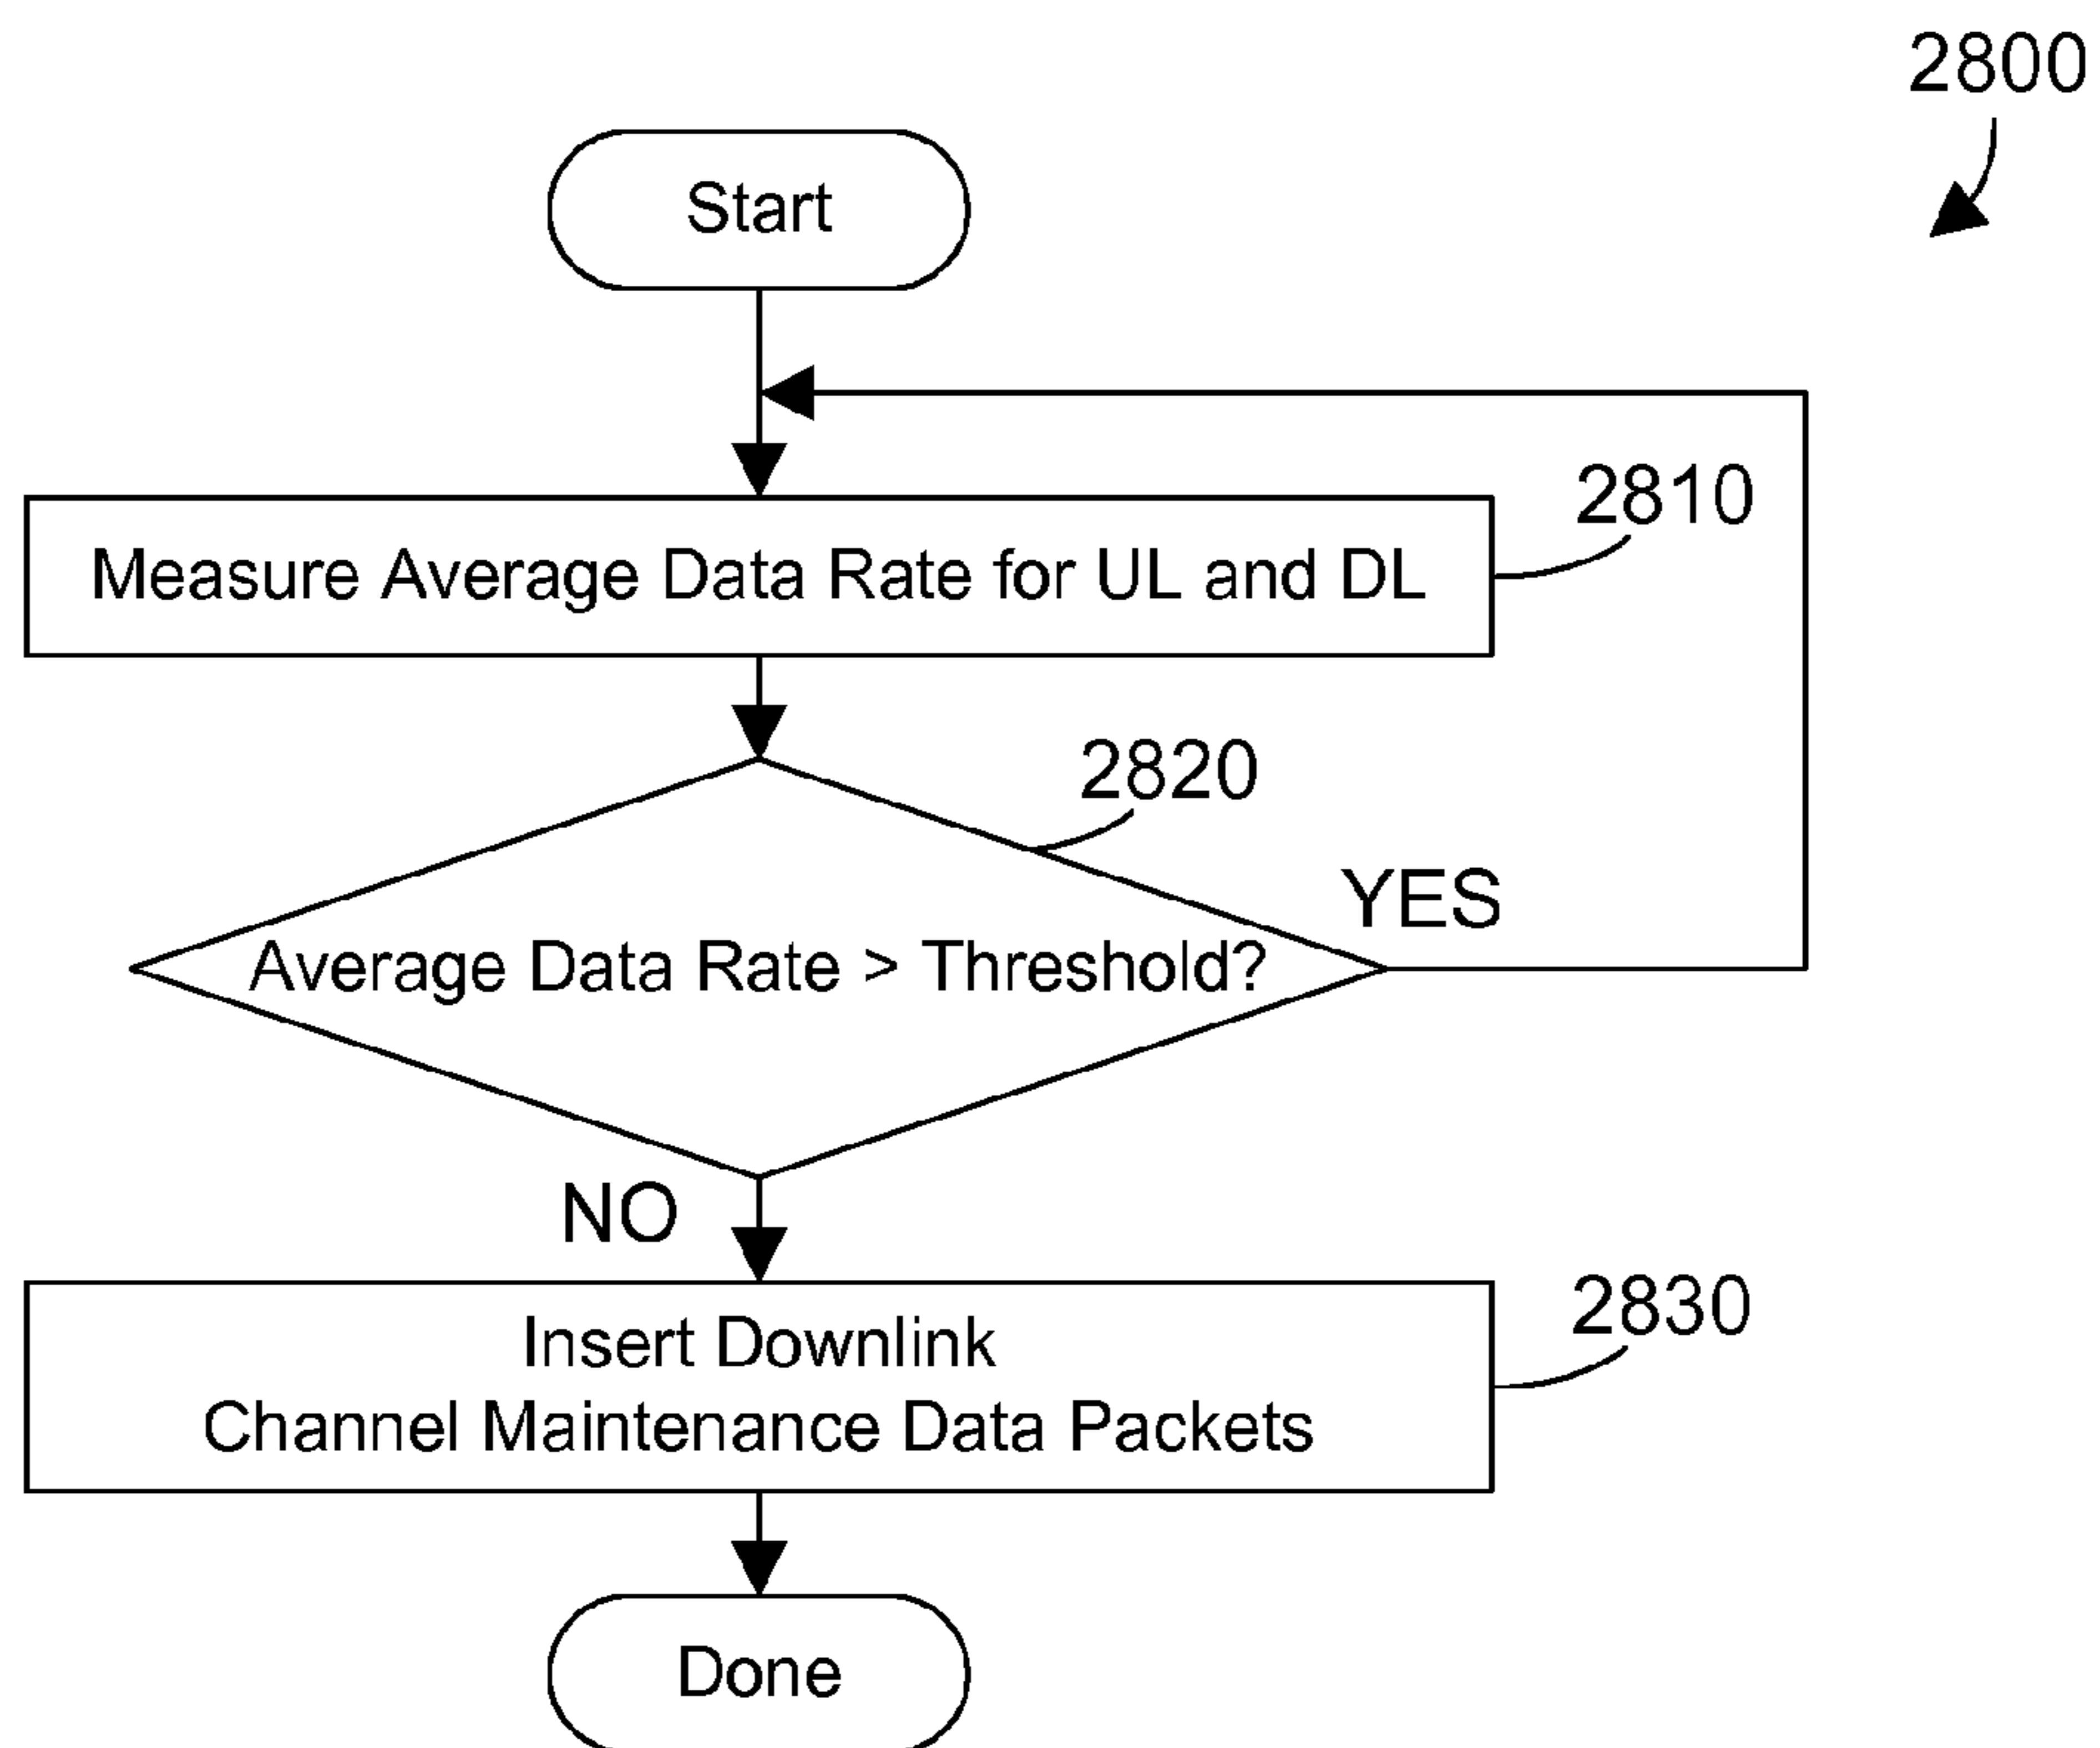 2800
Start
2810
Measure Average Data Rate for UL and DL
2820
YES
Average Data Rate > Threshold?
NO
2830
Insert Downlink
Channel Maintenance Data Packets
Done